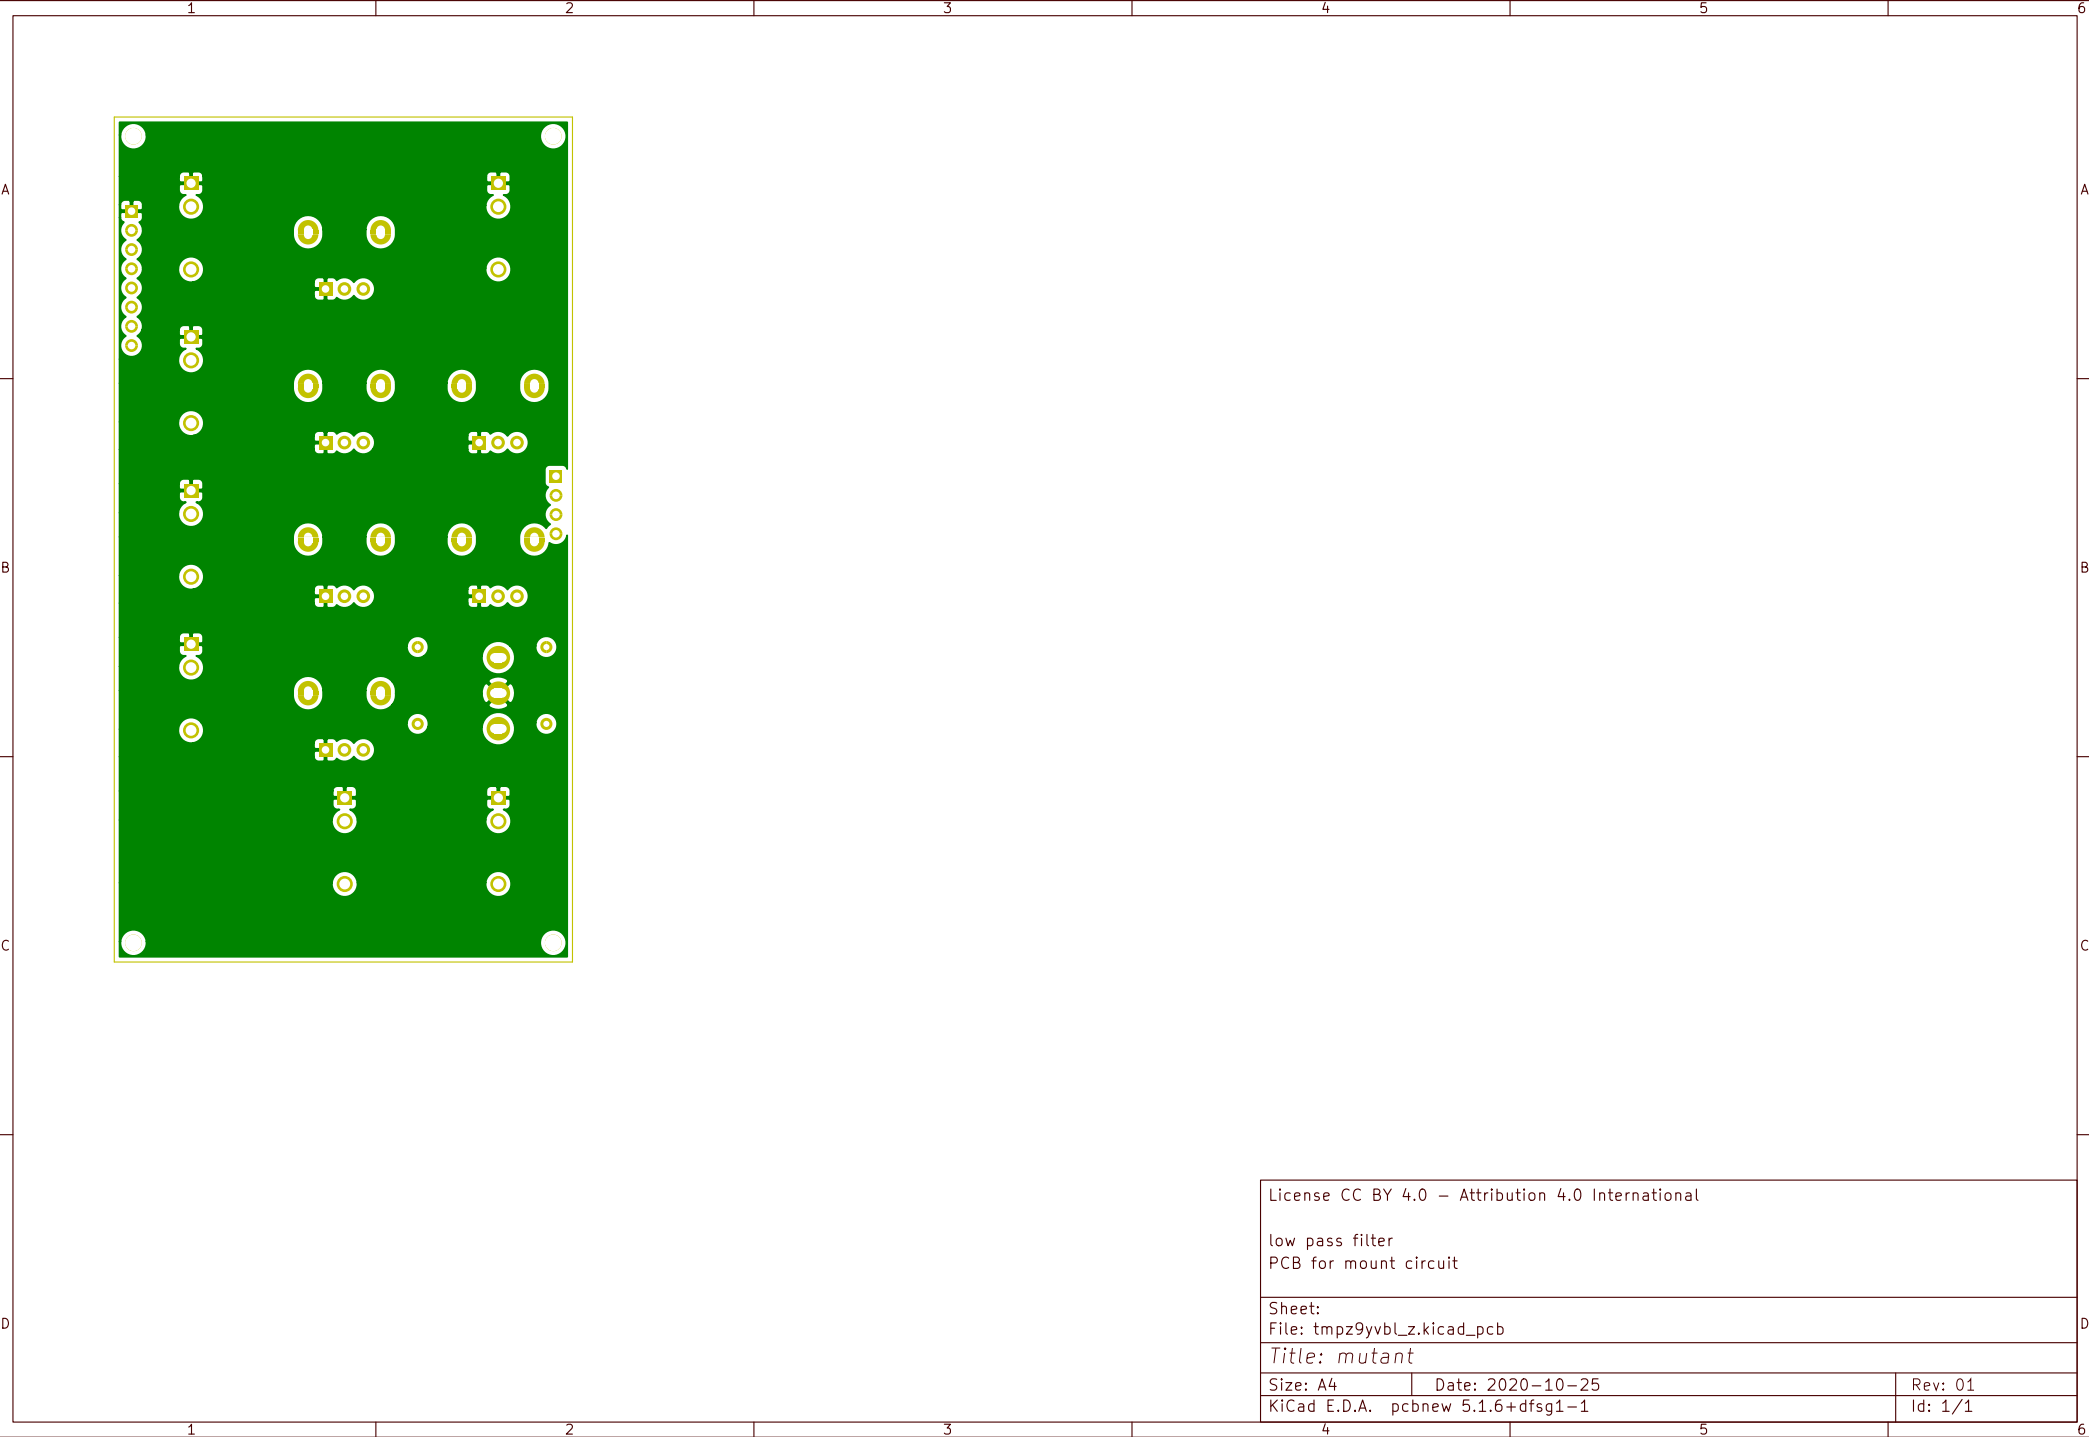 1 2 3 4 5 6
A A
B B
C C
License CC BY 4.0 – Attribution 4.0 International
low pass filter
PCB for mount circuit
Sheet:
D D
File: tmpz9yvbl_z.kicad_pcb
Title: mutant
Size: A4 Date: 2020–10–25 Rev: 01
KiCad E.D.A. pcbnew 5.1.6+dfsg1–1 Id: 1/1
1 2 3 4 5 6